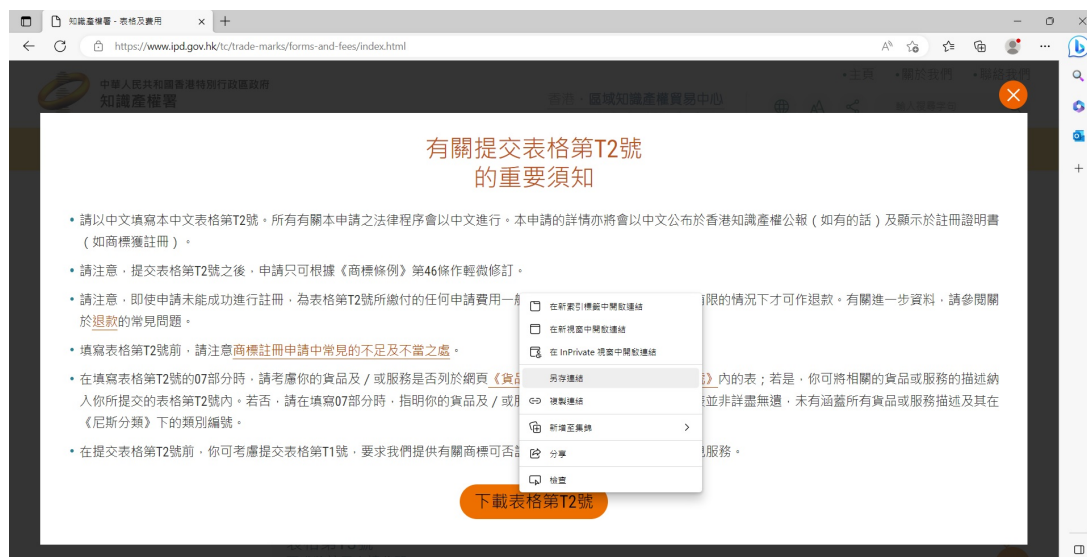 知識產權署 - 表格及費用
https://www.ipd.gov.hk/tc/trade-marks/forms-and-fees/index.html
•主頁 •關於我們 •聯絡我們
中華人民共和國香港特別行政區政府
知識產權署
香港 - 區域知識產權貿易中心
有關提交表格第T2號
的重要須知
• 請以中文填寫本中文表格第T2號。所有有關本申請之法律程序會以中文進行。本申請的詳情亦將會以中文公布於香港知識產權公報(如有的話)及顯示於註冊證明書
(如商標獲註冊)。
• 請注意,提交表格第T2號之後,申請只可根據《商標條例》第46條作輕微修訂。
• 請注意,即使申請未能成功進行註冊,為表格第T2號所繳付的任何申請費用一
有限的情況下才可作退款。有關進一步資料,請參閱關
於退款的常見問題。
• 填寫表格第T2號前,請注意商標註冊申請中常見的不足及不當之處。
• 在填寫表格第T2號的07部分時,請考慮你的貨品及/或服務是否列於網頁《貨
》內的表;若是,你可將相關的貨品或服務的描述納
入你所提交的表格第T2號內。若否,請在填寫07部分時,指明你的貨品及/或
並非詳盡無遺,未有涵蓋所有貨品或服務描述及其在
《尼斯分類》下的類別編號。
• 在提交表格第T2號前,你可考慮提交表格第T1號,要求我們提供有關商標可否
服務。
在新索引標籤中開啟連結
在新視窗中開啟連結
在 InPrivate 視窗中開啟連結
另存連結
複製連結
新增至集錦
分享
檢查
下載表格第T2號